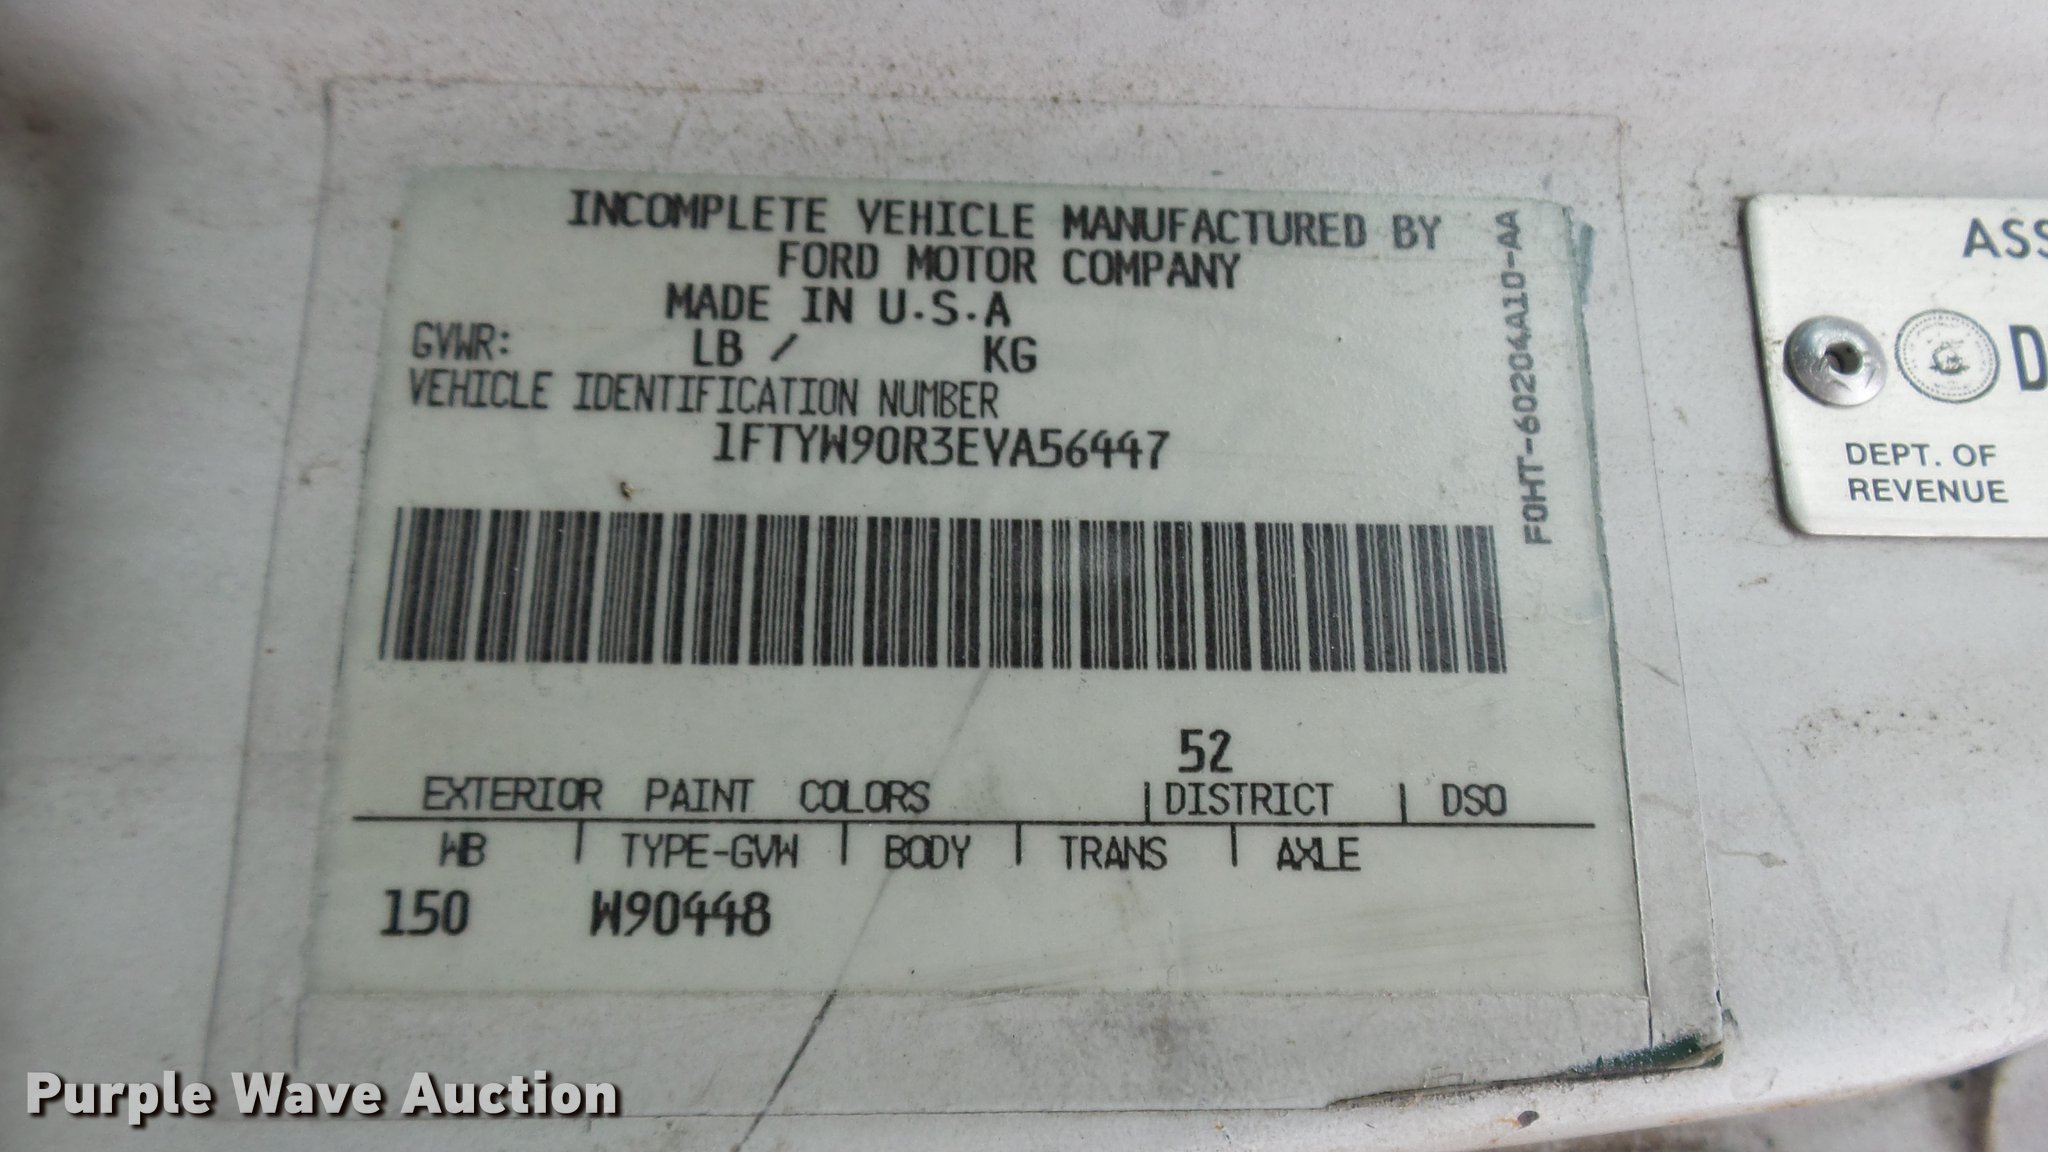 INCOMPLETE VEHICLE MANUFACTURED BY
FORD MOTOR COMPANY
MADE IN U.S.A
GVWR: LB / KG
VEHICLE IDENTIFICATION NUMBER
1FTYW90R3EVA56447
F0HT-60204A10-AA
52
EXTERIOR PAINT COLORS | DISTRICT | DSO
WB | TYPE-GVW | BODY | TRANS | AXLE
150 W90448
ASS
D
DEPT. OF
REVENUE
Purple Wave Auction